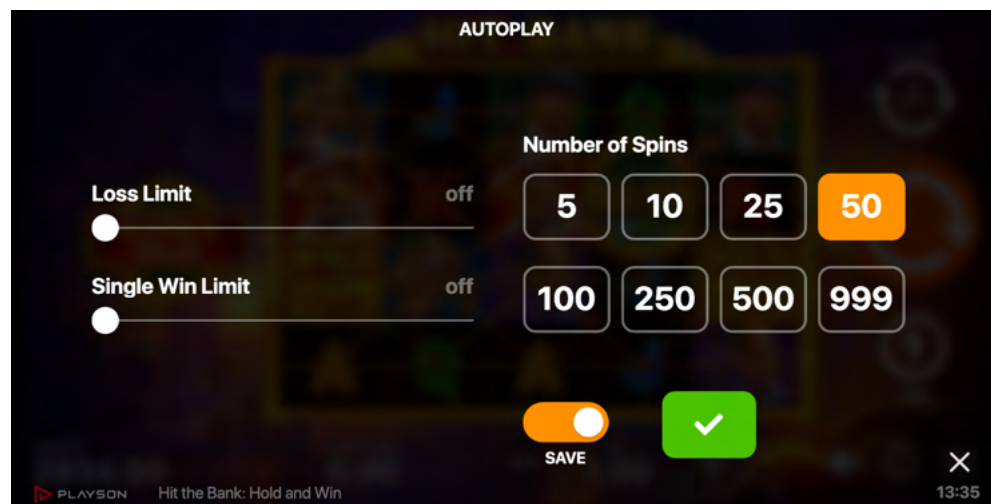 AUTOPLAY
Number of Spins
Loss Limit off
5 10 25 50
Single Win Limit off
100 250 500 999
SAVE
PLAYSON Hit the Bank: Hold and Win 13:35